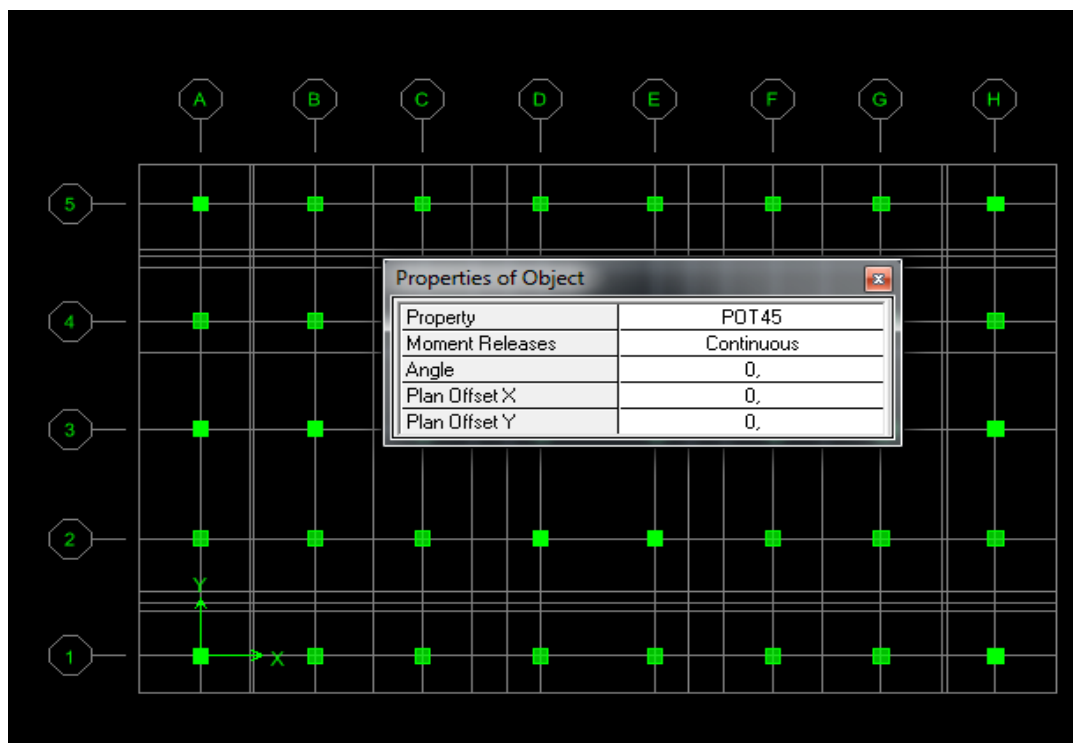 A B C D E F G H
5
Properties of Object
Property POT45
4
Moment Releases Continuous
Angle 0,
Plan Offset X 0,
Plan Offset Y 0,
3
2
Y
X
1